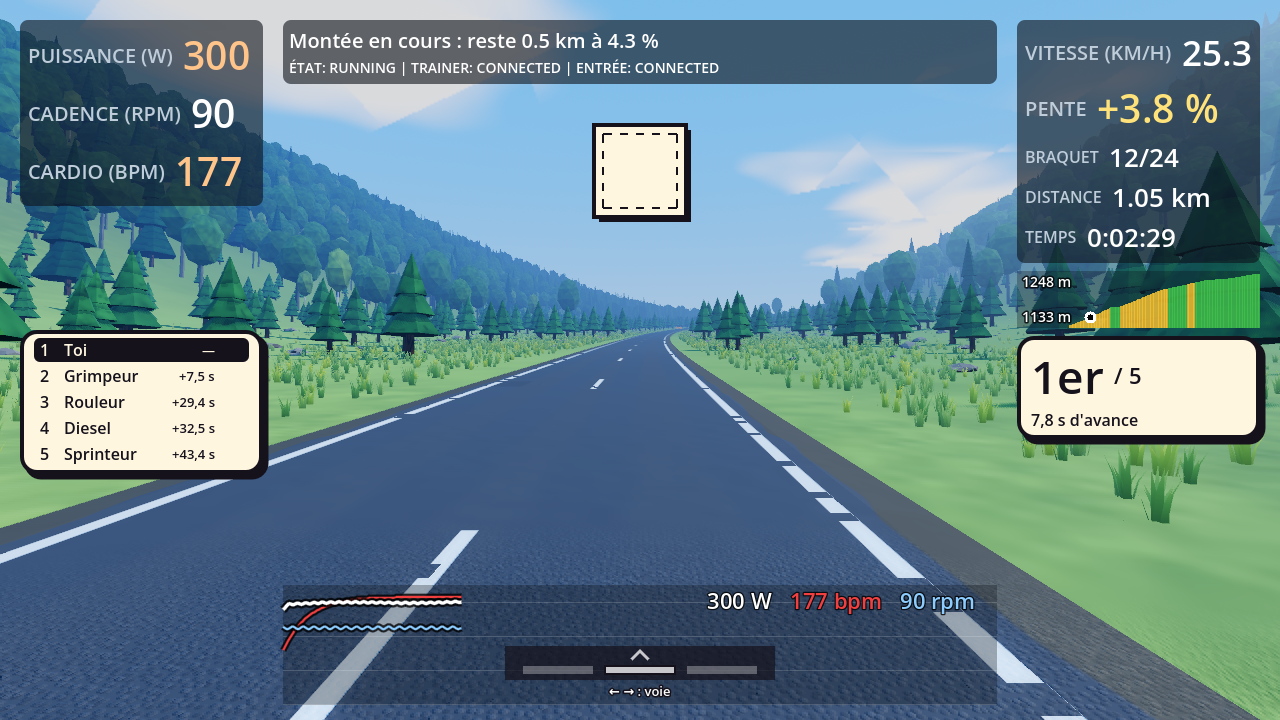 PUISSANCE (W) 300
CADENCE (RPM) 90
CARDIO (BPM) 177
Montée en cours : reste 0.5 km à 4.3 %
ÉTAT: RUNNING | TRAINER: CONNECTED | ENTRÉE: CONNECTED
VITESSE (KM/H) 25.3
PENTE +3.8 %
BRAQUET 12/24
DISTANCE 1.05 km
TEMPS 0:02:29
1248 m
1133 m
1 Toi —
2 Grimpeur +7,5 s
3 Rouleur +29,4 s
4 Diesel +32,5 s
5 Sprinteur +43,4 s
1er / 5
7,8 s d'avance
300 W 177 bpm 90 rpm
← → : voie